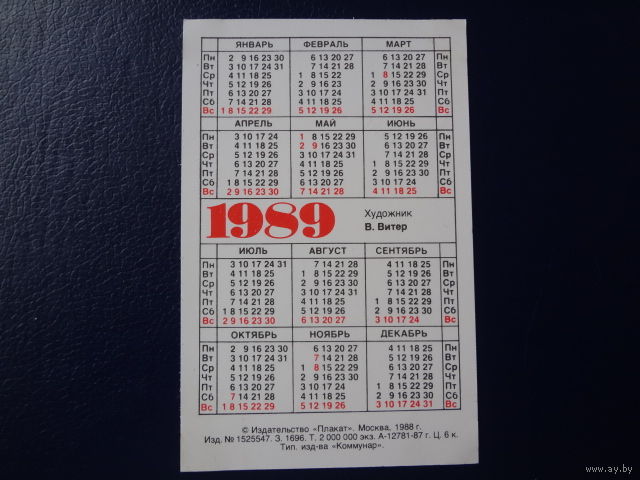 ЯНВАРЬ ФЕВРАЛЬ МАРТ
Пн 2 9 16 23 30 6 13 20 27 6 13 20 27 Пн
Вт 3 10 17 24 31 7 14 21 28 7 14 21 28 Вт
Ср 4 11 18 25 1 8 15 22 1 8 15 22 29 Ср
Чт 5 12 19 26 2 9 16 23 2 9 16 23 30 Чт
Пт 6 13 20 27 3 10 17 24 3 10 17 24 31 Пт
Сб 7 14 21 28 4 11 18 25 4 11 18 25 Сб
Вс 1 8 15 22 29 5 12 19 26 5 12 19 26 Вс
АПРЕЛЬ МАЙ ИЮНЬ
Пн 3 10 17 24 1 8 15 22 29 5 12 19 26 Пн
Вт 4 11 18 25 2 9 16 23 30 6 13 20 27 Вт
Ср 5 12 19 26 3 10 17 24 31 7 14 21 28 Ср
Чт 6 13 20 27 4 11 18 25 1 8 15 22 29 Чт
Пт 7 14 21 28 5 12 19 26 2 9 16 23 30 Пт
Сб 1 8 15 22 29 6 13 20 27 3 10 17 24 Сб
Вс 2 9 16 23 30 7 14 21 28 4 11 18 25 Вс
1989
Художник
В. Витер
ИЮЛЬ АВГУСТ СЕНТЯБРЬ
Пн 3 10 17 24 31 7 14 21 28 4 11 18 25 Пн
Вт 4 11 18 25 1 8 15 22 29 5 12 19 26 Вт
Ср 5 12 19 26 2 9 16 23 30 6 13 20 27 Ср
Чт 6 13 20 27 3 10 17 24 31 7 14 21 28 Чт
Пт 7 14 21 28 4 11 18 25 1 8 15 22 29 Пт
Сб 1 8 15 22 29 5 12 19 26 2 9 16 23 30 Сб
Вс 2 9 16 23 30 6 13 20 27 3 10 17 24 Вс
ОКТЯБРЬ НОЯБРЬ ДЕКАБРЬ
Пн 2 9 16 23 30 6 13 20 27 4 11 18 25 Пн
Вт 3 10 17 24 31 7 14 21 28 5 12 19 26 Вт
Ср 4 11 18 25 1 8 15 22 29 6 13 20 27 Ср
Чт 5 12 19 26 2 9 16 23 30 7 14 21 28 Чт
Пт 6 13 20 27 3 10 17 24 1 8 15 22 29 Пт
Сб 7 14 21 28 4 11 18 25 2 9 16 23 30 Сб
Вс 1 8 15 22 29 5 12 19 26 3 10 17 24 31 Вс
© Издательство «Плакат». Москва, 1988 г.
Изд. № 1525547. З. 1696. Т. 2 000 000 экз. А-12781-87 г. Ц. 6 к.
Тип. изд-ва «Коммунар».
www.ay.by